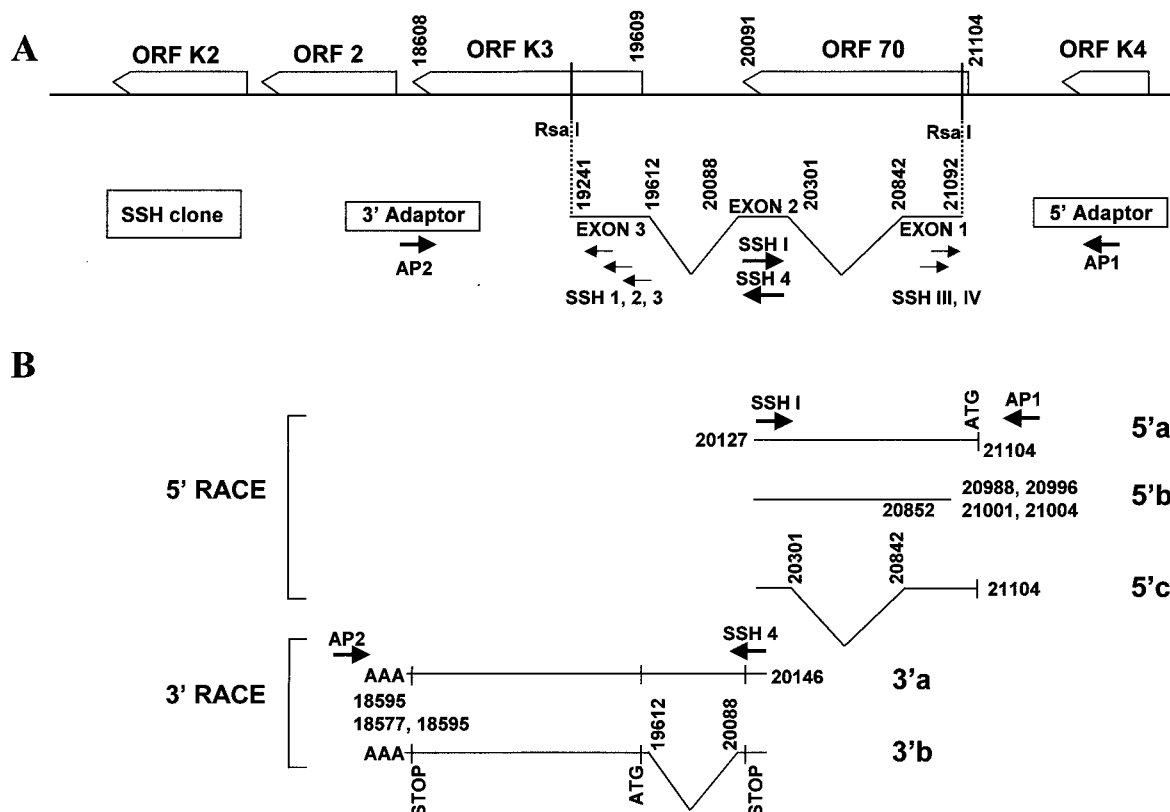 A
ORF K2
ORF 2
18608
ORF K3
19609
20091
ORF 70
21104
ORF K4
Rsa I
Rsa I
19241
19612
20088
20301
20842
21092
SSH clone
3' Adaptor
5' Adaptor
EXON 3
EXON 2
EXON 1
AP2
SSH I
AP1
SSH 4
SSH 1, 2, 3
SSH III, IV
B
5' RACE
SSH I
ATG
AP1
20127
21104
5'a
20988, 20996
20852
21001, 21004
5'b
20301
20842
21104
5'c
3' RACE
AP2
SSH 4
AAA
20146
3'a
18595
18577, 18595
19612
20088
AAA
3'b
STOP
ATG
STOP